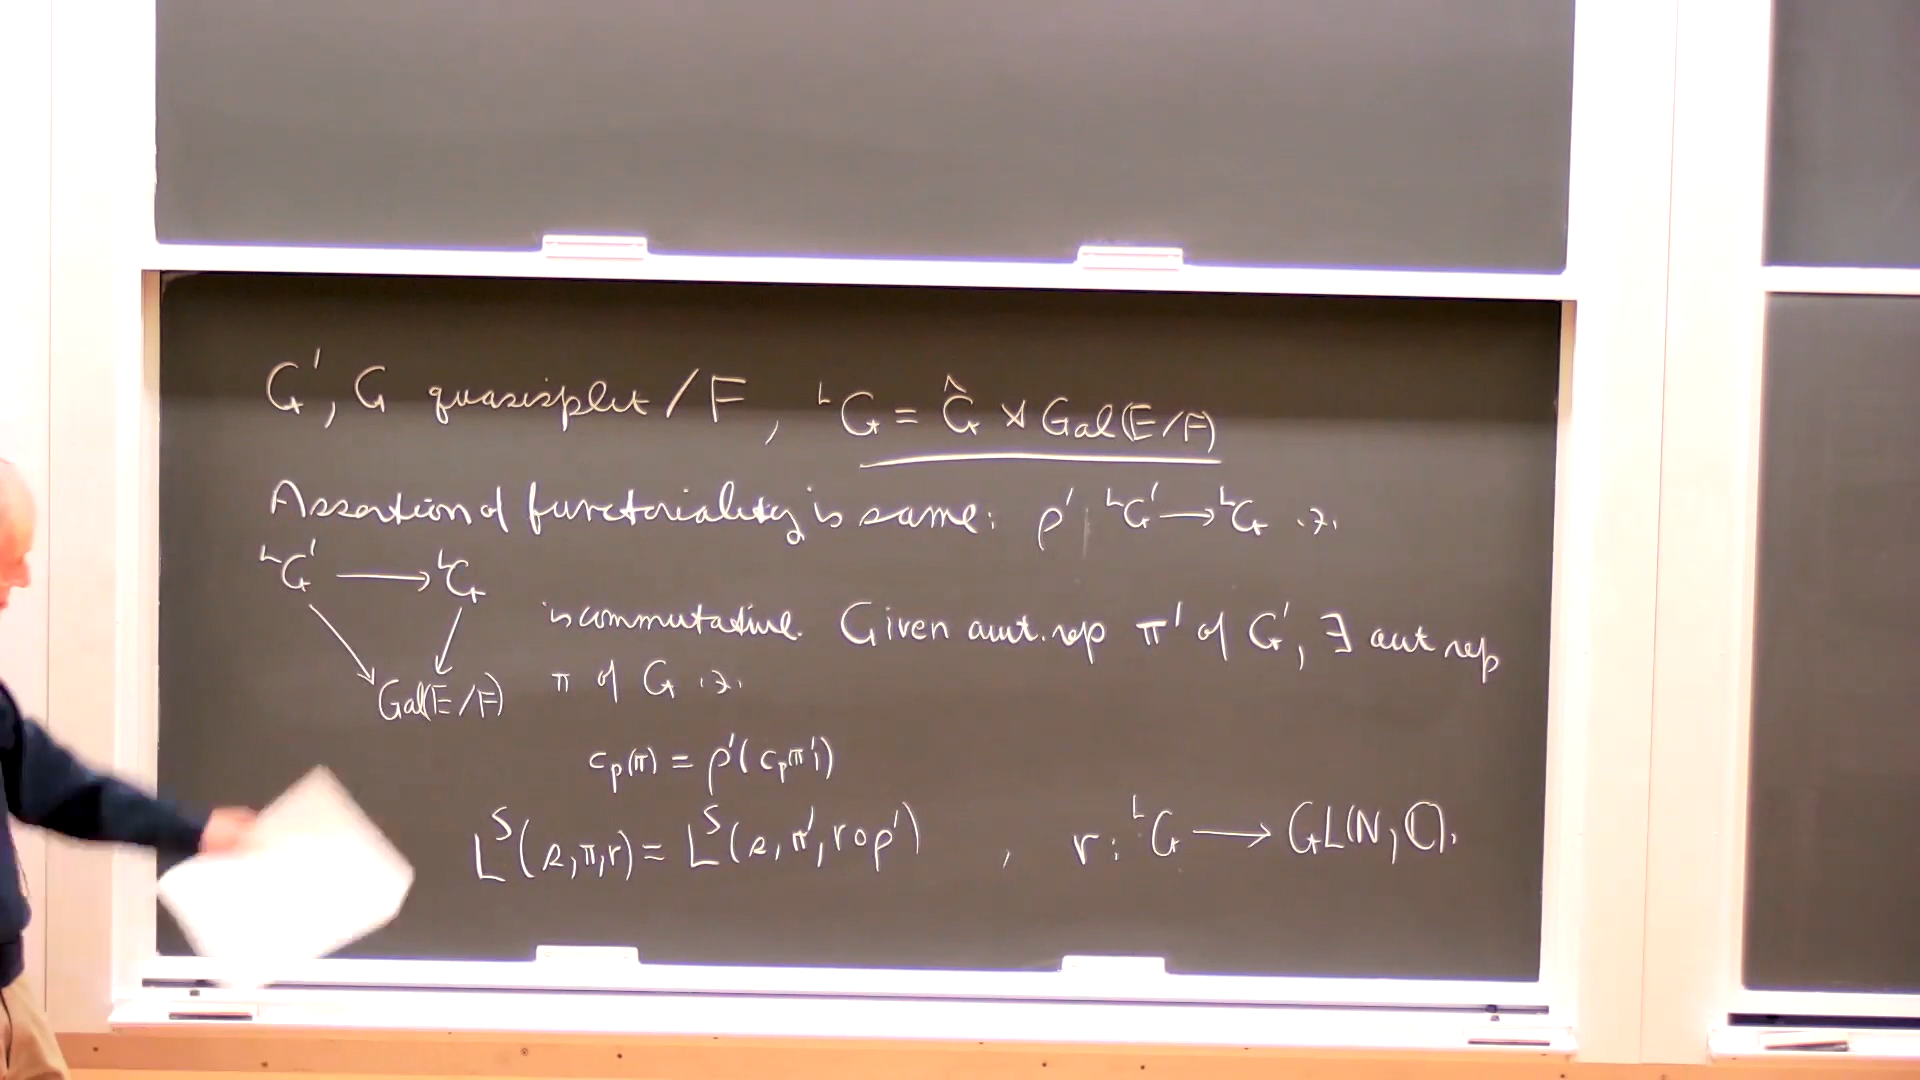 G', G quasisplit / F, ᴸG = Ĝ ⋊ Gal(E/F)
Assertion of functoriality is same: ρ' : ᴸG' → ᴸG .э.
ᴸG' → ᴸG
is commutative. Given aut. rep π' of G', ∃ aut rep
Gal(E/F)
π of G .э.
c_p(π) = ρ'(c_p(π'))
L^S(s, π, r) = L^S(s, π', r∘ρ') , r : ᴸG → GL(N, ℂ).